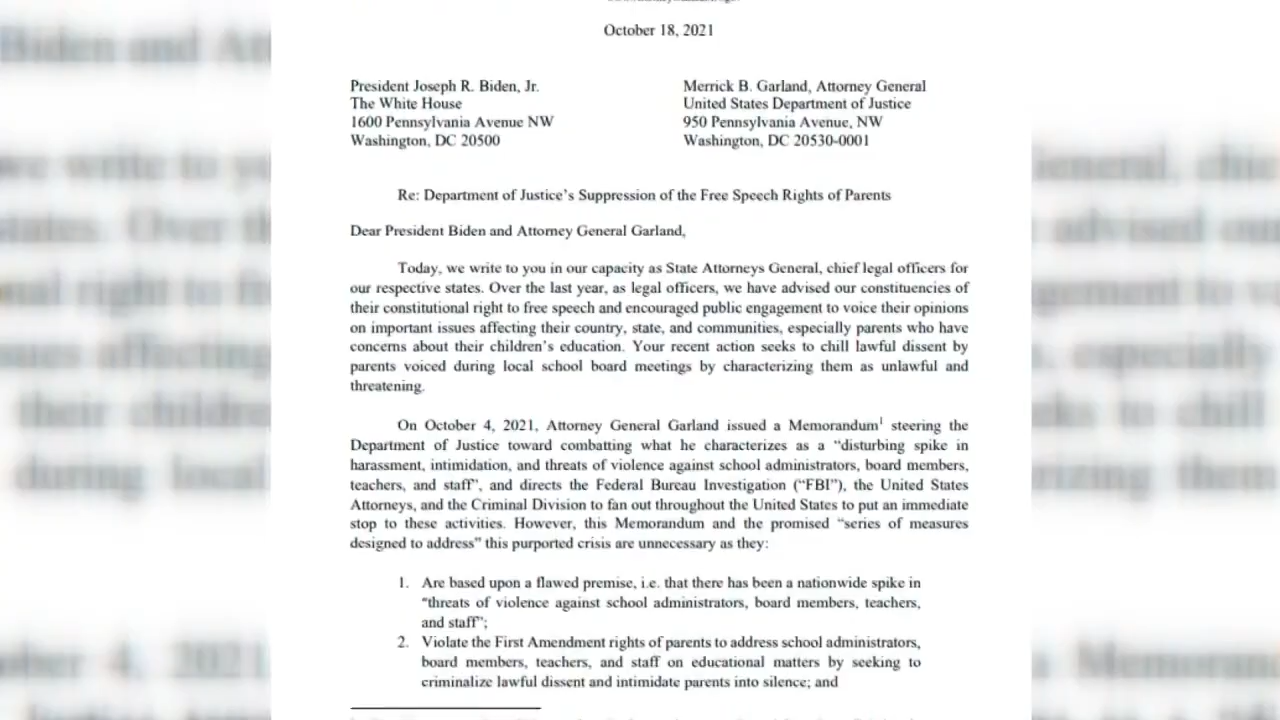 October 18, 2021
President Joseph R. Biden, Jr.
The White House
1600 Pennsylvania Avenue NW
Washington, DC 20500
Merrick B. Garland, Attorney General
United States Department of Justice
950 Pennsylvania Avenue, NW
Washington, DC 20530-0001
Re: Department of Justice’s Suppression of the Free Speech Rights of Parents
Dear President Biden and Attorney General Garland,
Today, we write to you in our capacity as State Attorneys General, chief legal officers for
our respective states. Over the last year, as legal officers, we have advised our constituencies of
their constitutional right to free speech and encouraged public engagement to voice their opinions
on important issues affecting their country, state, and communities, especially parents who have
concerns about their children’s education. Your recent action seeks to chill lawful dissent by
parents voiced during local school board meetings by characterizing them as unlawful and
threatening.
On October 4, 2021, Attorney General Garland issued a Memorandum¹ steering the
Department of Justice toward combatting what he characterizes as a “disturbing spike in
harassment, intimidation, and threats of violence against school administrators, board members,
teachers, and staff”, and directs the Federal Bureau Investigation (“FBI”), the United States
Attorneys, and the Criminal Division to fan out throughout the United States to put an immediate
stop to these activities. However, this Memorandum and the promised “series of measures
designed to address” this purported crisis are unnecessary as they:
1. Are based upon a flawed premise, i.e. that there has been a nationwide spike in
“threats of violence against school administrators, board members, teachers,
and staff”;
2. Violate the First Amendment rights of parents to address school administrators,
board members, teachers, and staff on educational matters by seeking to
criminalize lawful dissent and intimidate parents into silence; and